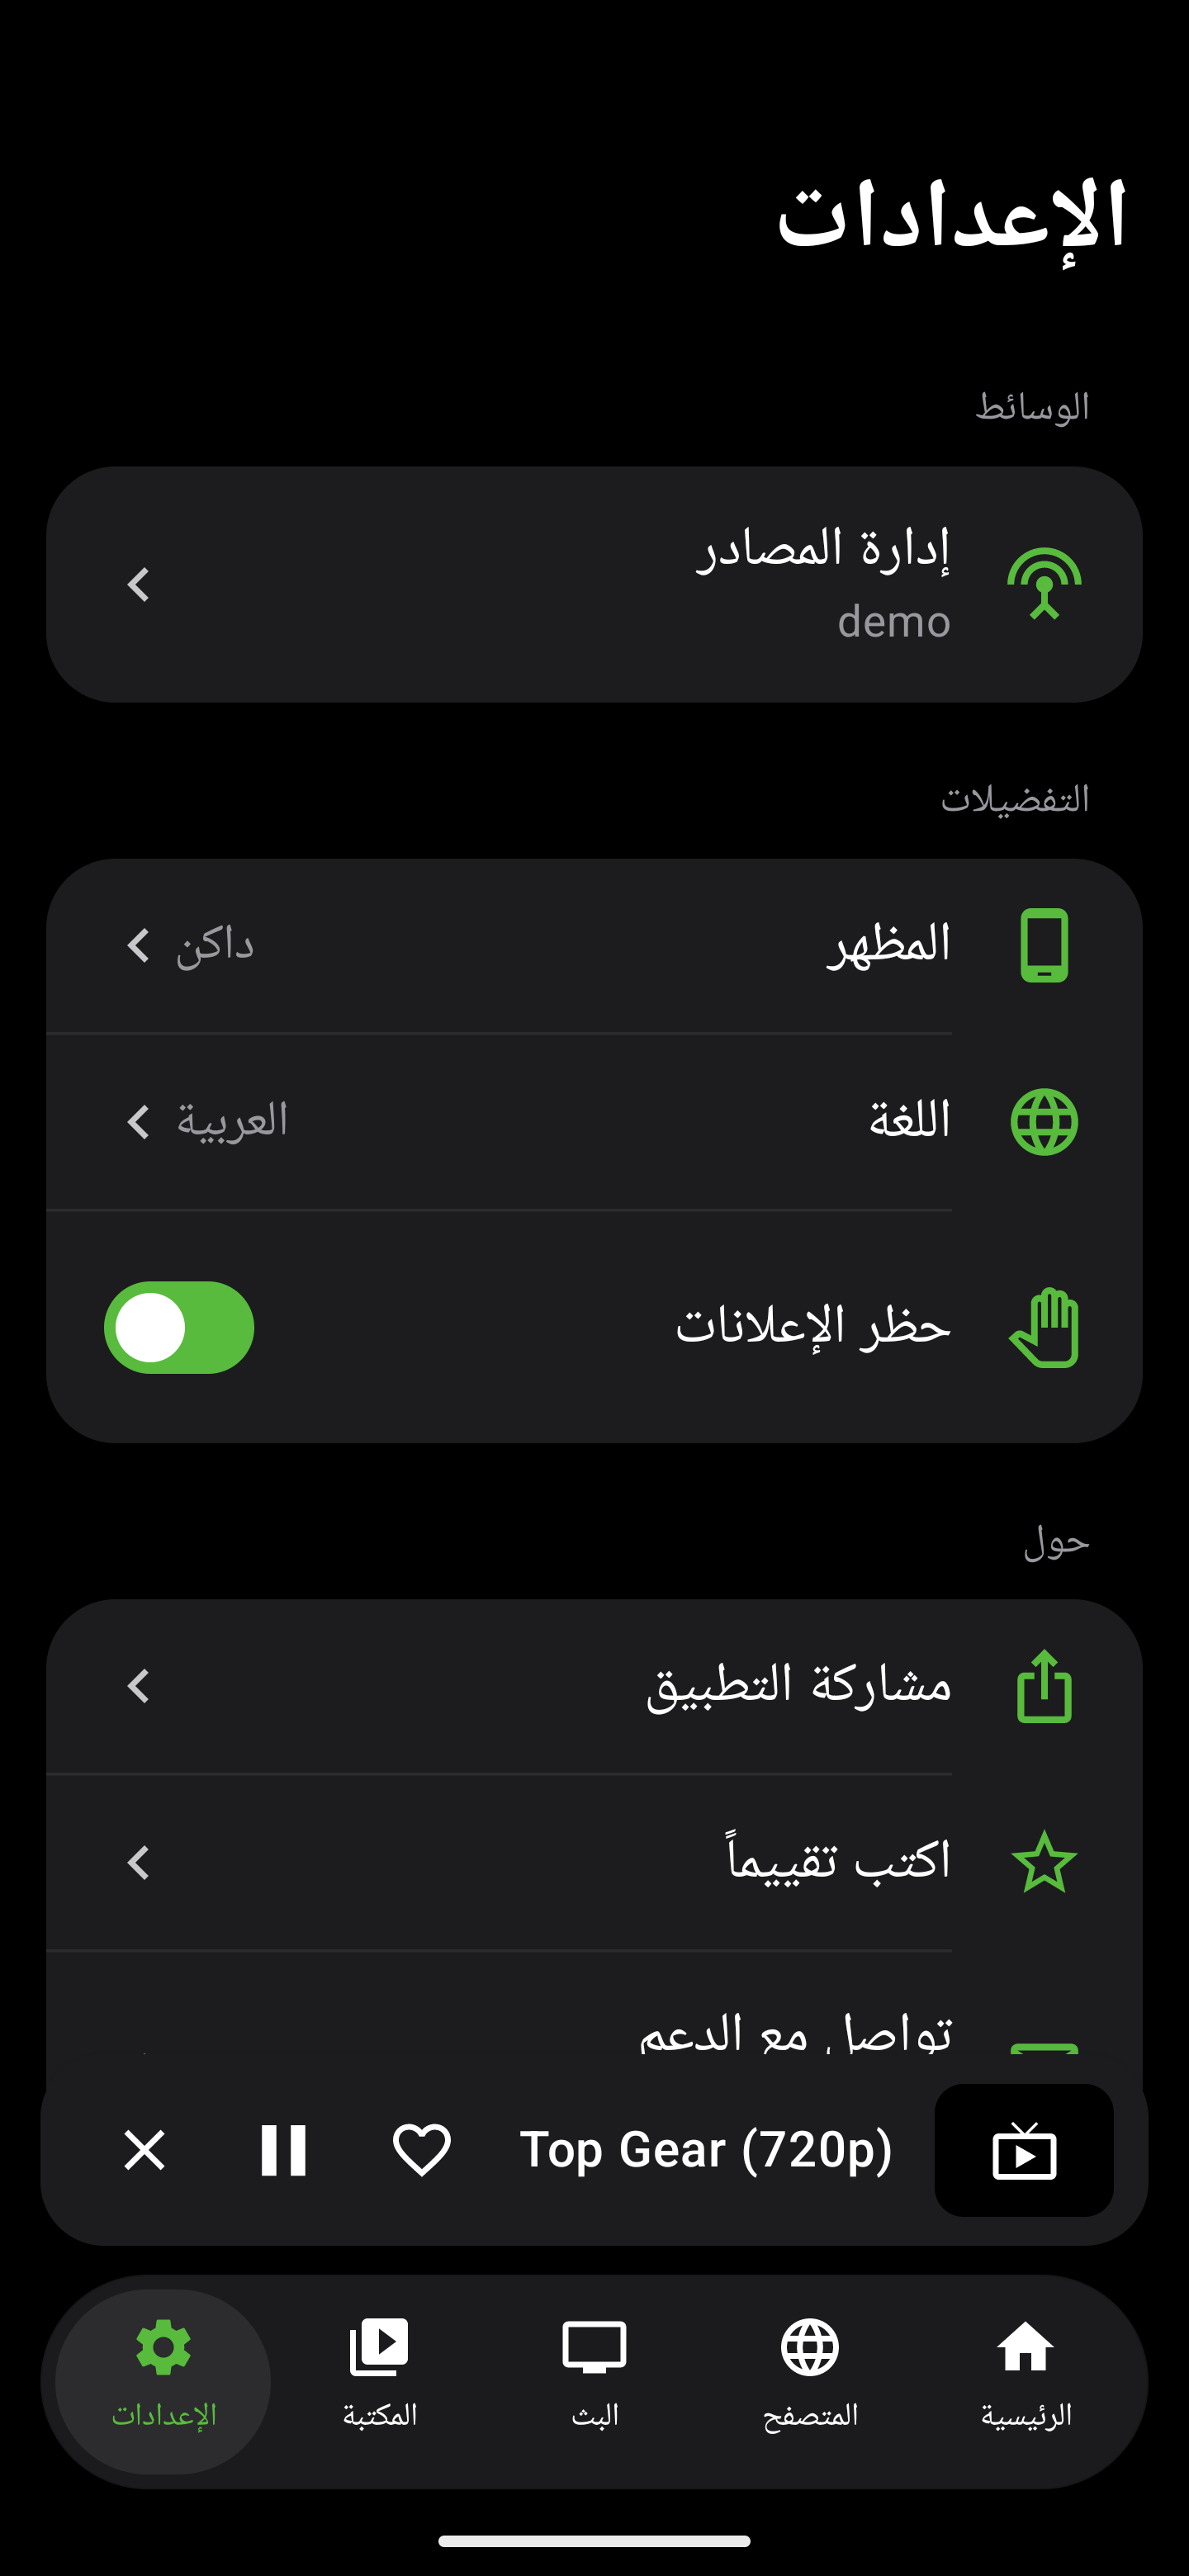 الإعدادات
الوسائط
إدارة المصادر
demo
التفضيلات
المظهر
داكن
اللغة
العربية
حظر الإعلانات
حول
مشاركة التطبيق
اكتب تقييماً
تواصل مع الدعم
Top Gear (720p)
الرئيسية
المتصفح
البث
المكتبة
الإعدادات